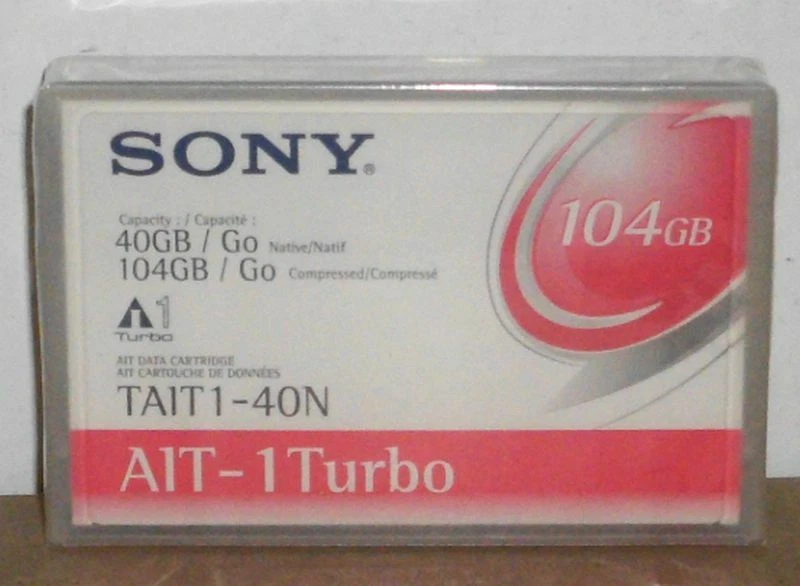 SONY®
104GB
Capacity : / Capacité :
40GB / Go Native/Natif
104GB / Go Compressed/Compressé
AIT1
Turbo
AIT DATA CARTRIDGE
AIT CARTOUCHE DE DONNÉES
TAIT1-40N
AIT-1Turbo